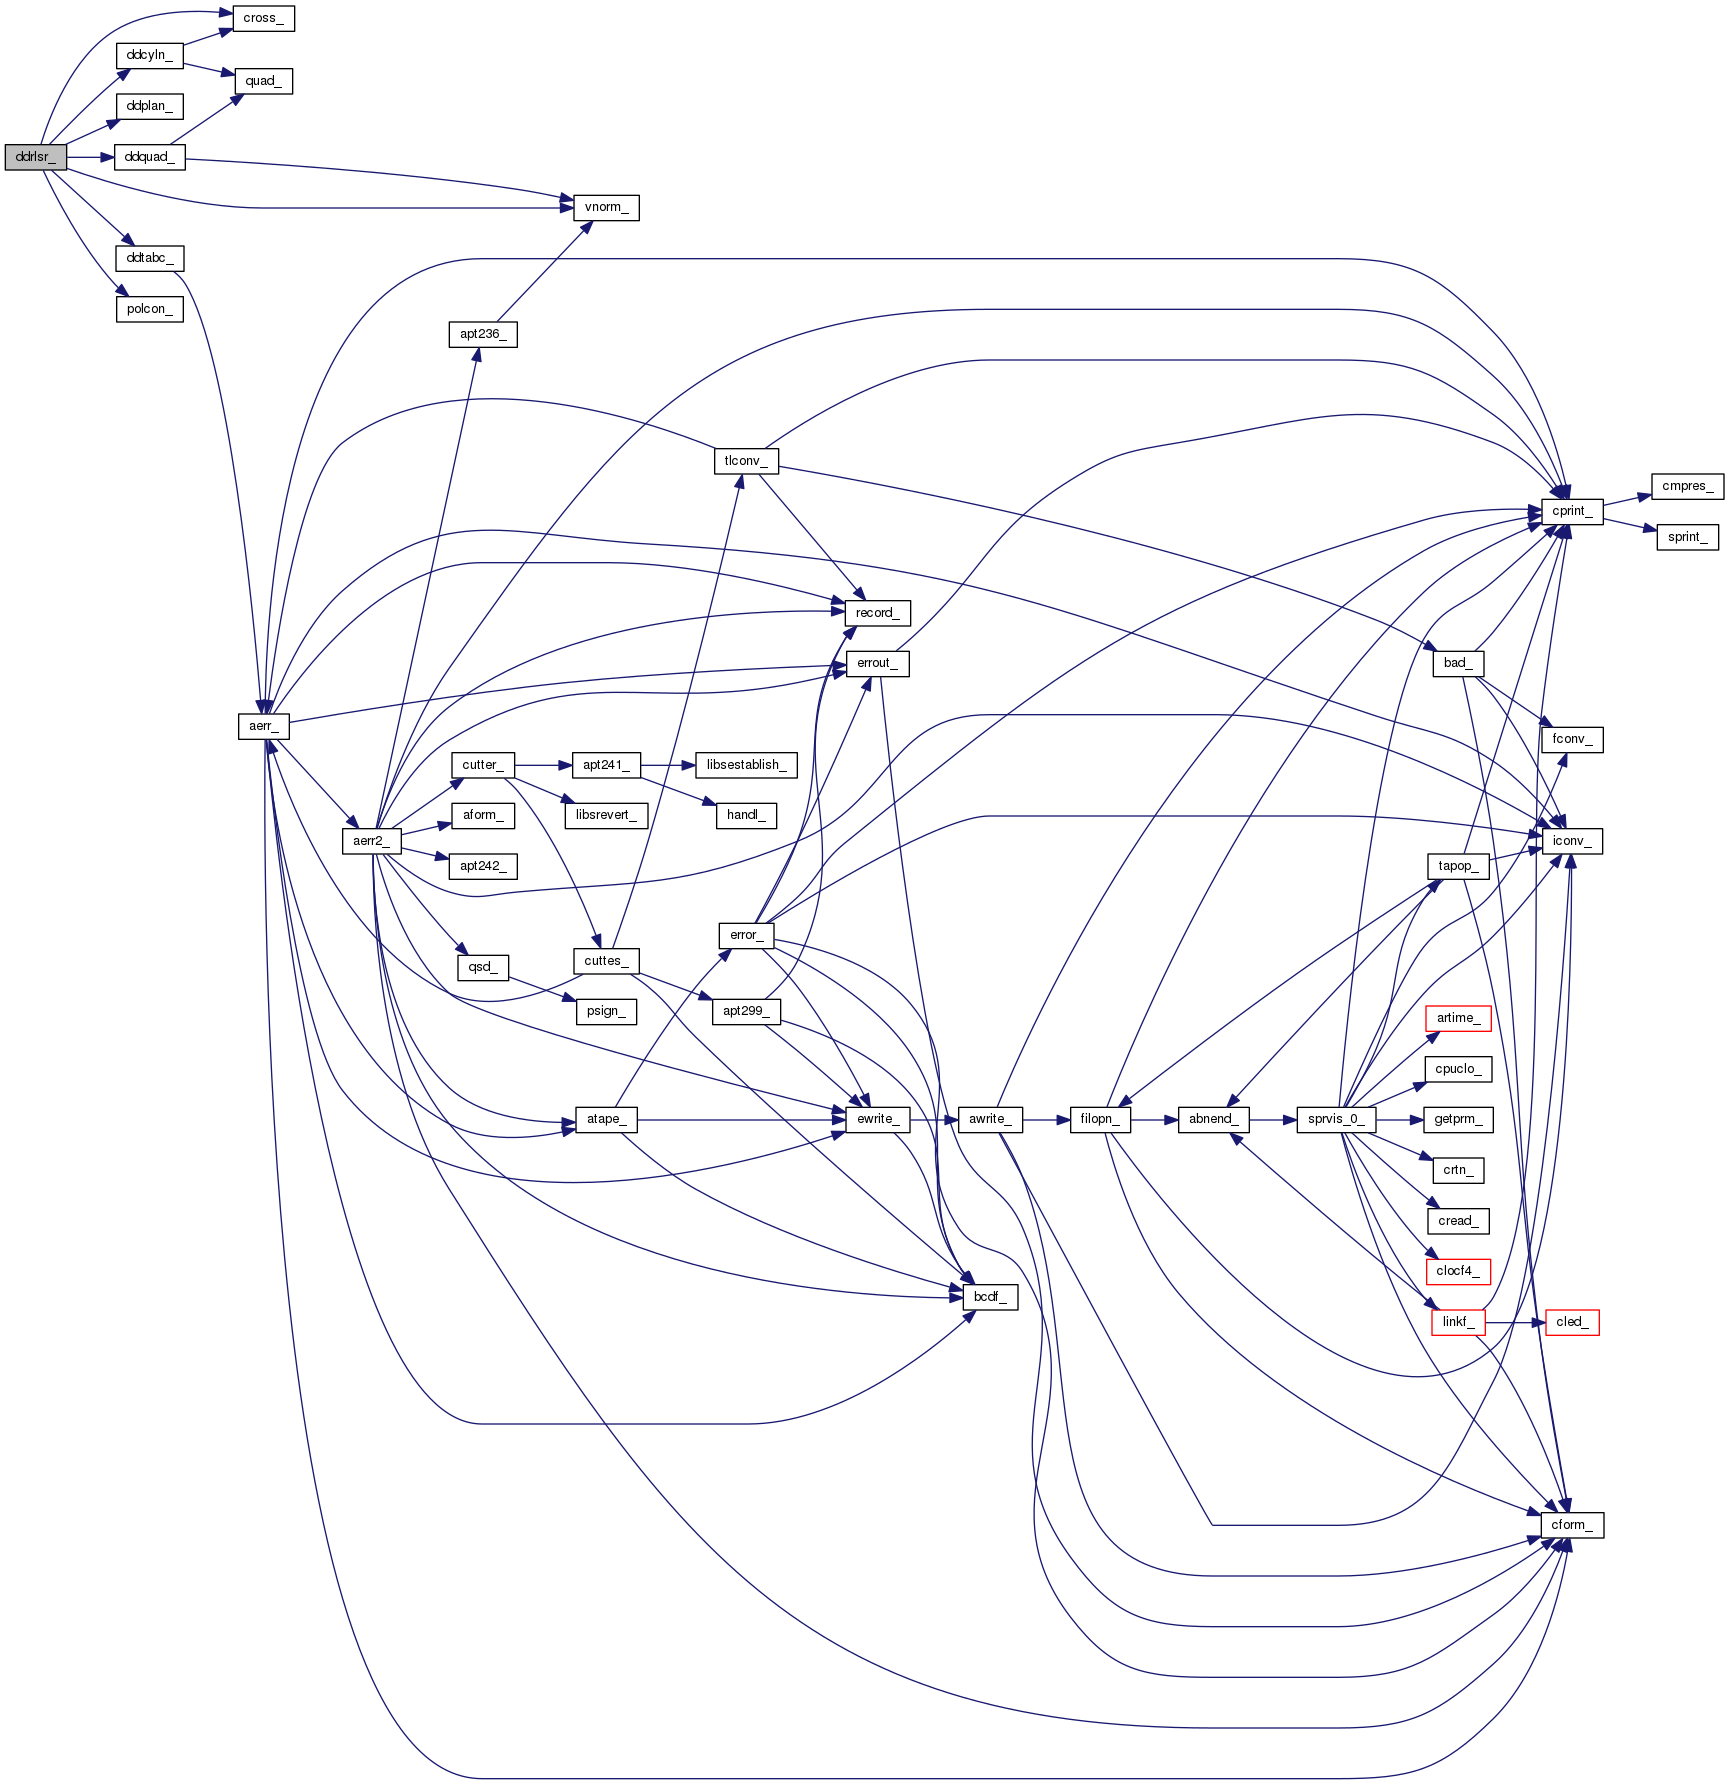 cross_
ddcyln_
quad_
ddplan_
ddrlsr_
ddquad_
vnorm_
ddtabc_
polcon_
apt236_
tlconv_
cmpres_
cprint_
sprint_
record_
errout_
bad_
aerr_
fconv_
cutter_
apt241_
libsestablish_
aform_
libsrevert_
handl_
aerr2_
iconv_
apt242_
tapop_
error_
cuttes_
qsd_
psign_
apt299_
artime_
cpuclo_
atape_
ewrite_
awrite_
filopn_
abnend_
sprvis_0_
getprm_
crtn_
cread_
clocf4_
bcdf_
linkf_
cled_
cform_